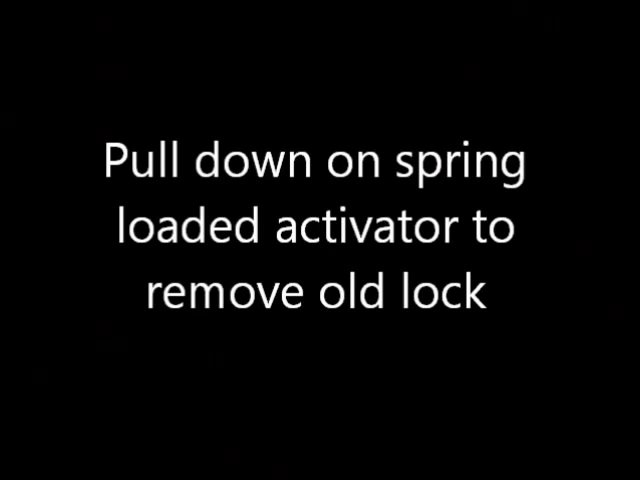 Pull down on spring
loaded activator to
remove old lock